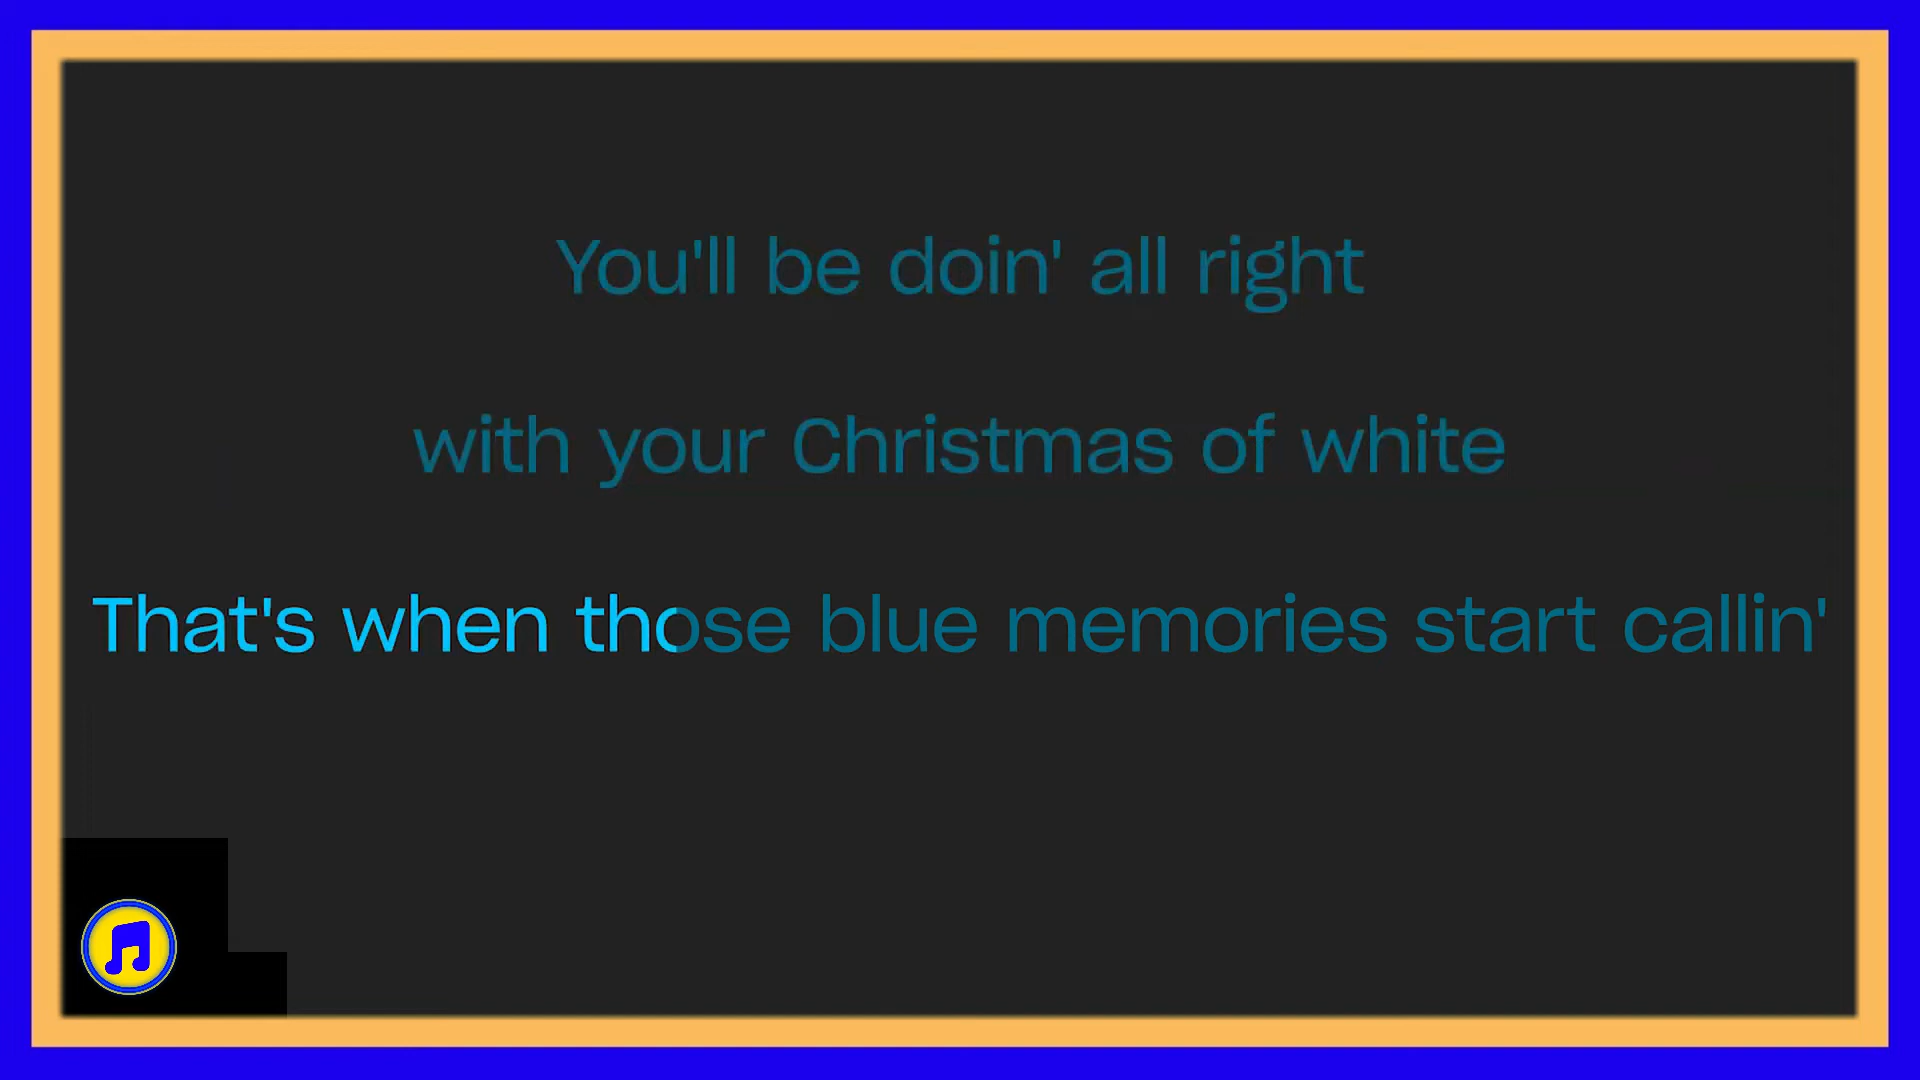 You'll be doin' all right
with your Christmas of white
That's when those blue memories start callin'